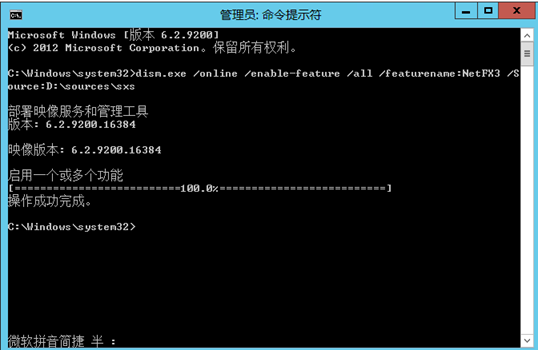 管理员: 命令提示符
Microsoft Windows [版本 6.2.9200]
(c) 2012 Microsoft Corporation。保留所有权利。
C:\Windows\system32>dism.exe /online /enable-feature /all /featurename:NetFX3 /S
ource:D:\sources\sxs
部署映像服务和管理工具
版本: 6.2.9200.16384
映像版本: 6.2.9200.16384
启用一个或多个功能
[==========================100.0%==========================]
操作成功完成。
C:\Windows\system32>
微软拼音简捷 半 :